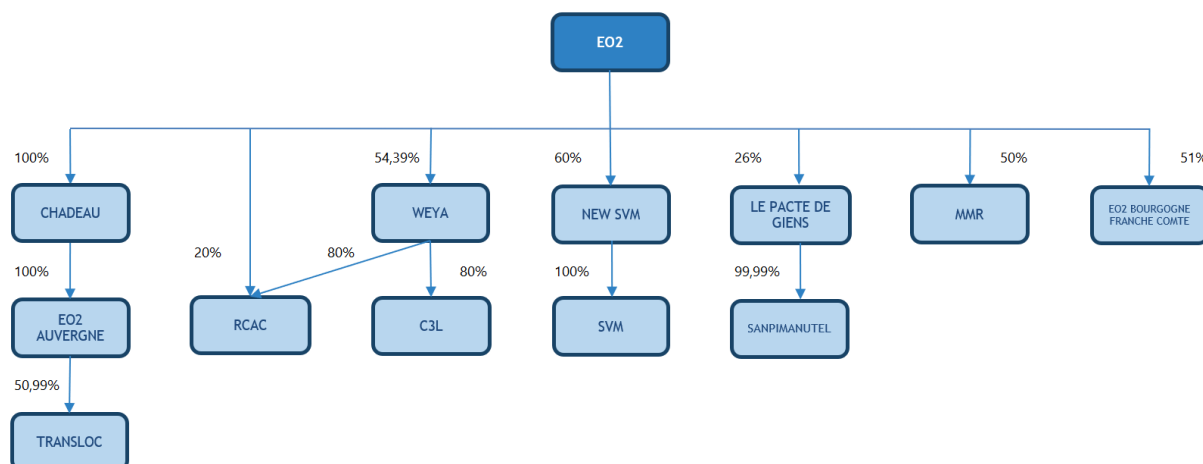 EO2
100%
54,39%
60%
26%
50%
51%
CHADEAU
WEYA
NEW SVM
LE PACTE DE
GIENS
MMR
EO2 BOURGOGNE
FRANCHE COMTE
20%
80%
100%
80%
100%
99,99%
EO2
AUVERGNE
RCAC
C3L
SVM
SANPIMANUTEL
50,99%
TRANSLOC